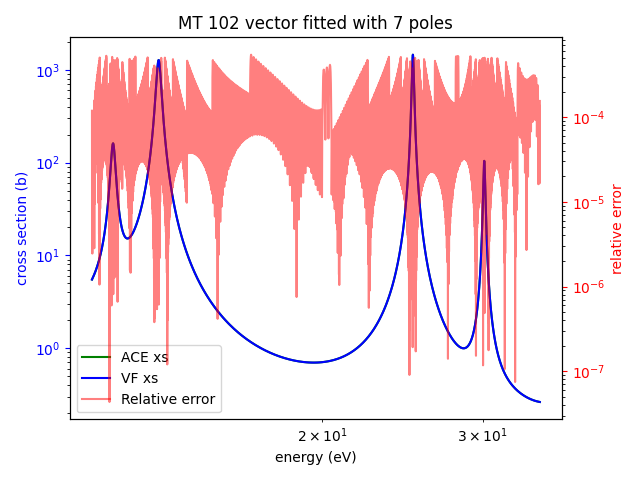 MT 102 vector fitted with 7 poles
10³
10²
10¹
10⁰
cross section (b)
10⁻⁴
10⁻⁵
10⁻⁶
10⁻⁷
relative error
ACE xs
VF xs
Relative error
2 × 10¹
3 × 10¹
energy (eV)